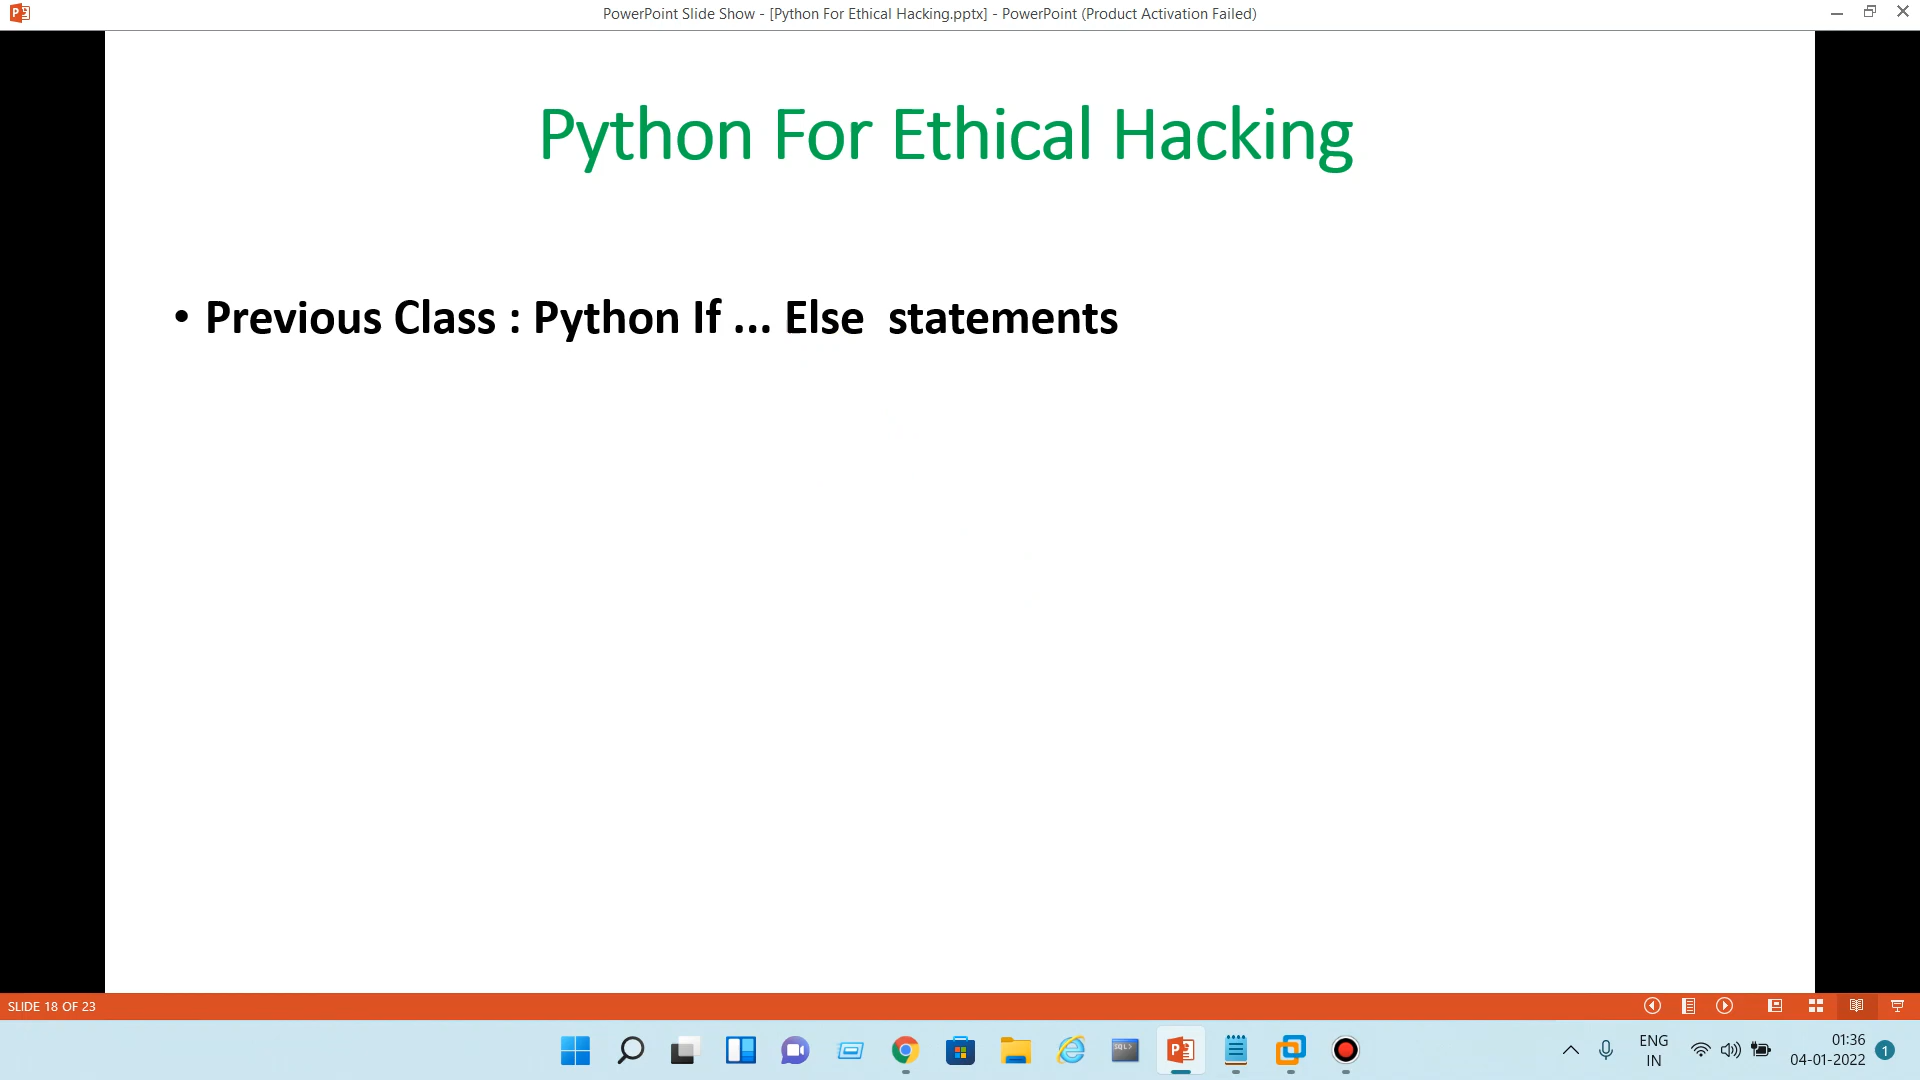 PowerPoint Slide Show - [Python For Ethical Hacking.pptx] - PowerPoint (Product Activation Failed)
Python For Ethical Hacking
• Previous Class : Python If ... Else  statements
SLIDE 18 OF 23
SQL>
ENG
IN
01:36
04-01-2022
1